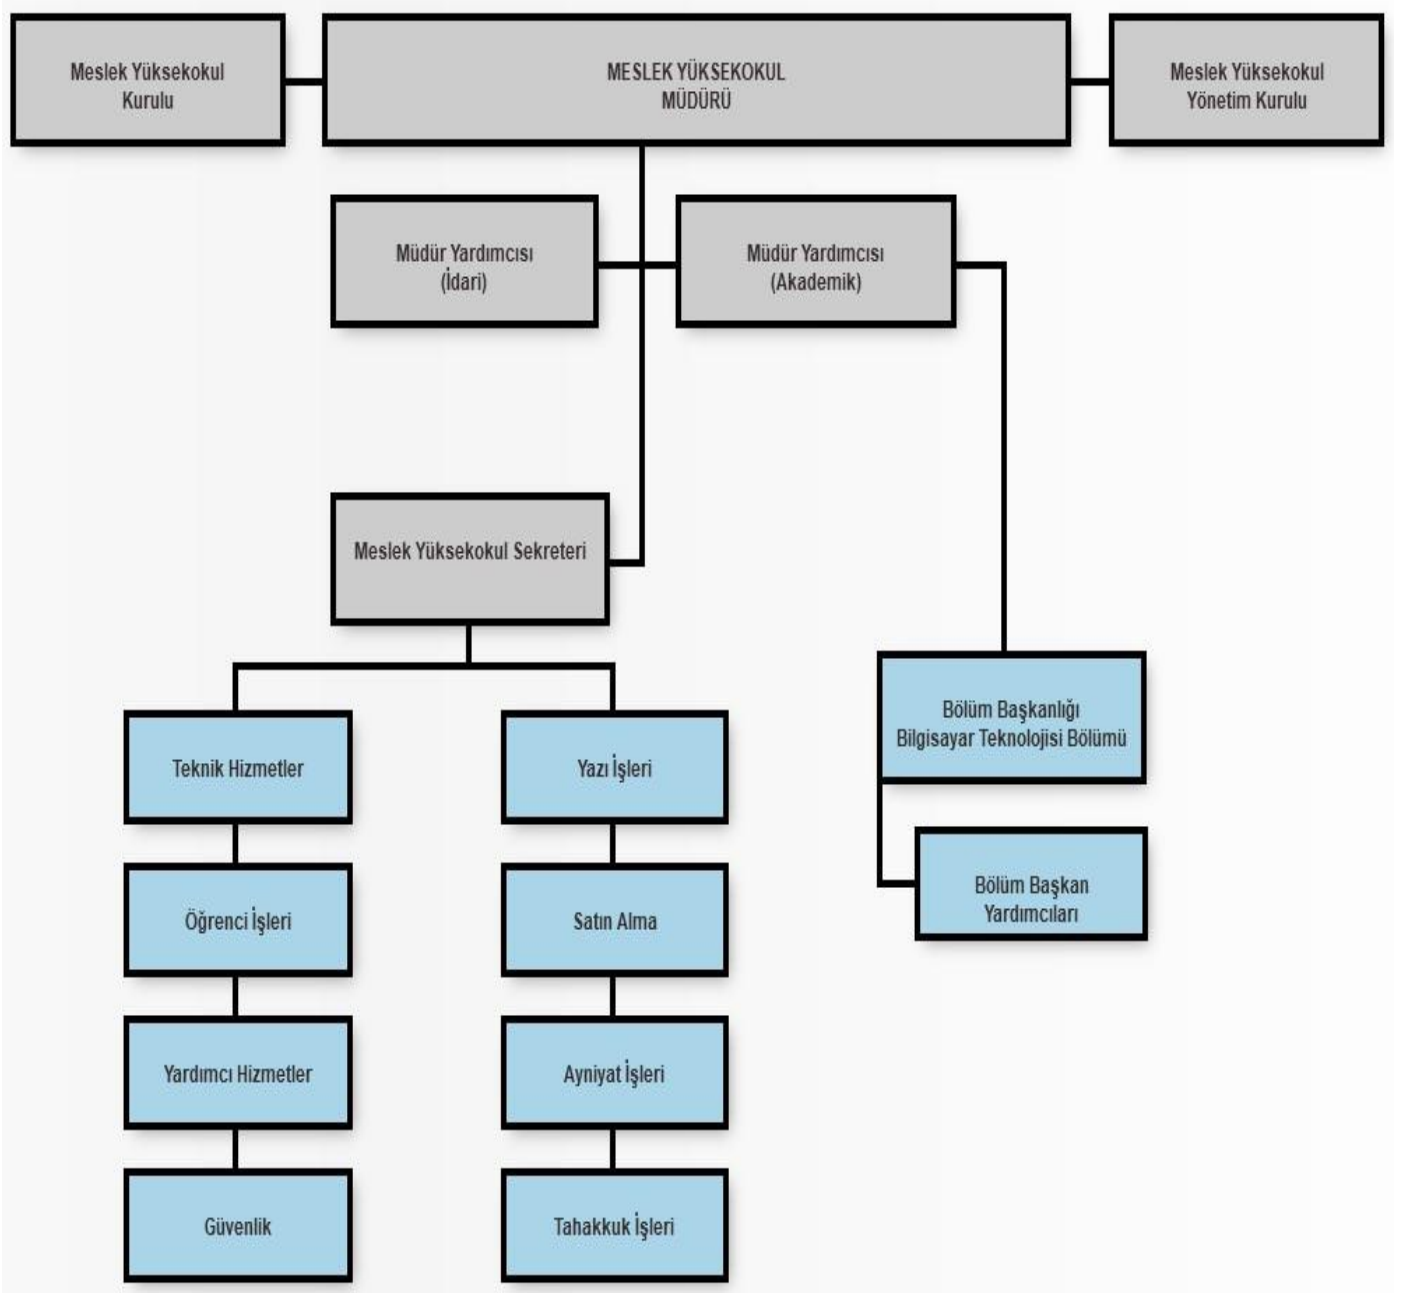 Meslek Yüksekokul
Kurulu
MESLEK YÜKSEKOKUL
MÜDÜRÜ
Meslek Yüksekokul
Yönetim Kurulu
Müdür Yardımcısı
(İdari)
Müdür Yardımcısı
(Akademik)
Meslek Yüksekokul Sekreteri
Bölüm Başkanlığı
Bilgisayar Teknolojisi Bölümü
Bölüm Başkan
Yardımcıları
Teknik Hizmetler
Yazı İşleri
Öğrenci İşleri
Satın Alma
Yardımcı Hizmetler
Ayniyat İşleri
Güvenlik
Tahakkuk İşleri